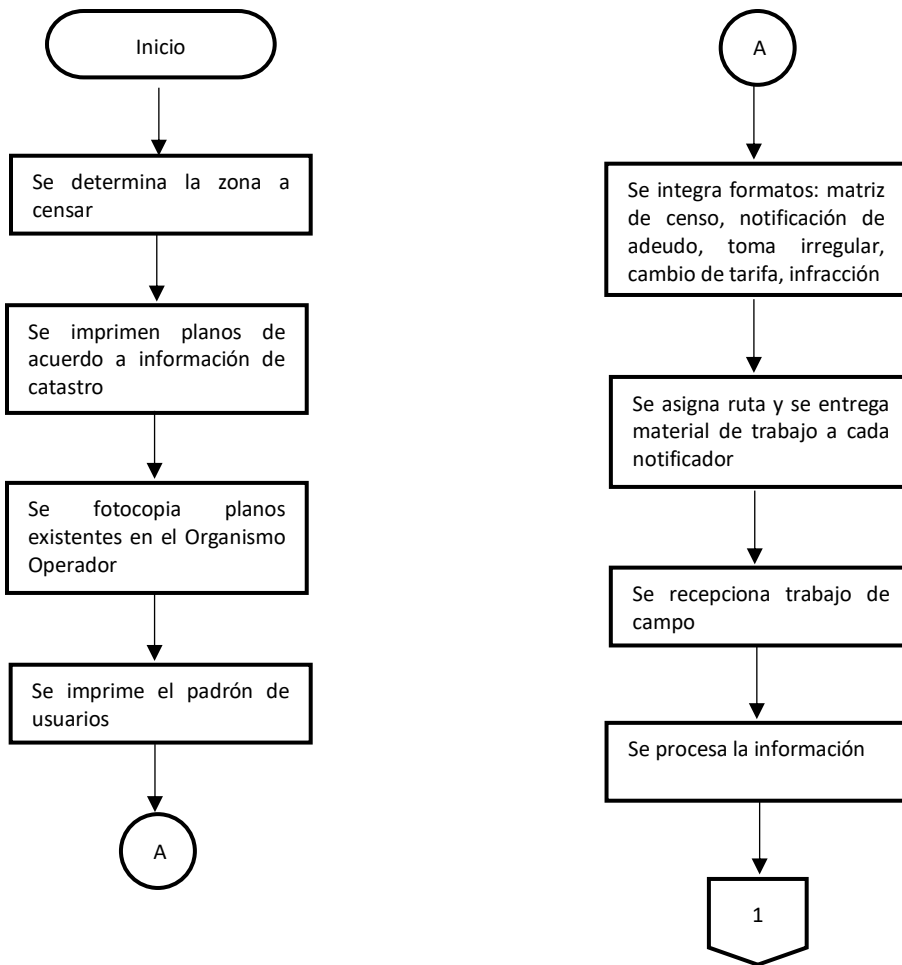 Inicio
Se determina la zona a
censar
Se imprimen planos de
acuerdo a información de
catastro
Se fotocopia planos
existentes en el Organismo
Operador
Se imprime el padrón de
usuarios
A
A
Se integra formatos: matriz
de censo, notificación de
adeudo, toma irregular,
cambio de tarifa, infracción
Se asigna ruta y se entrega
material de trabajo a cada
notificador
Se recepciona trabajo de
campo
Se procesa la información
1